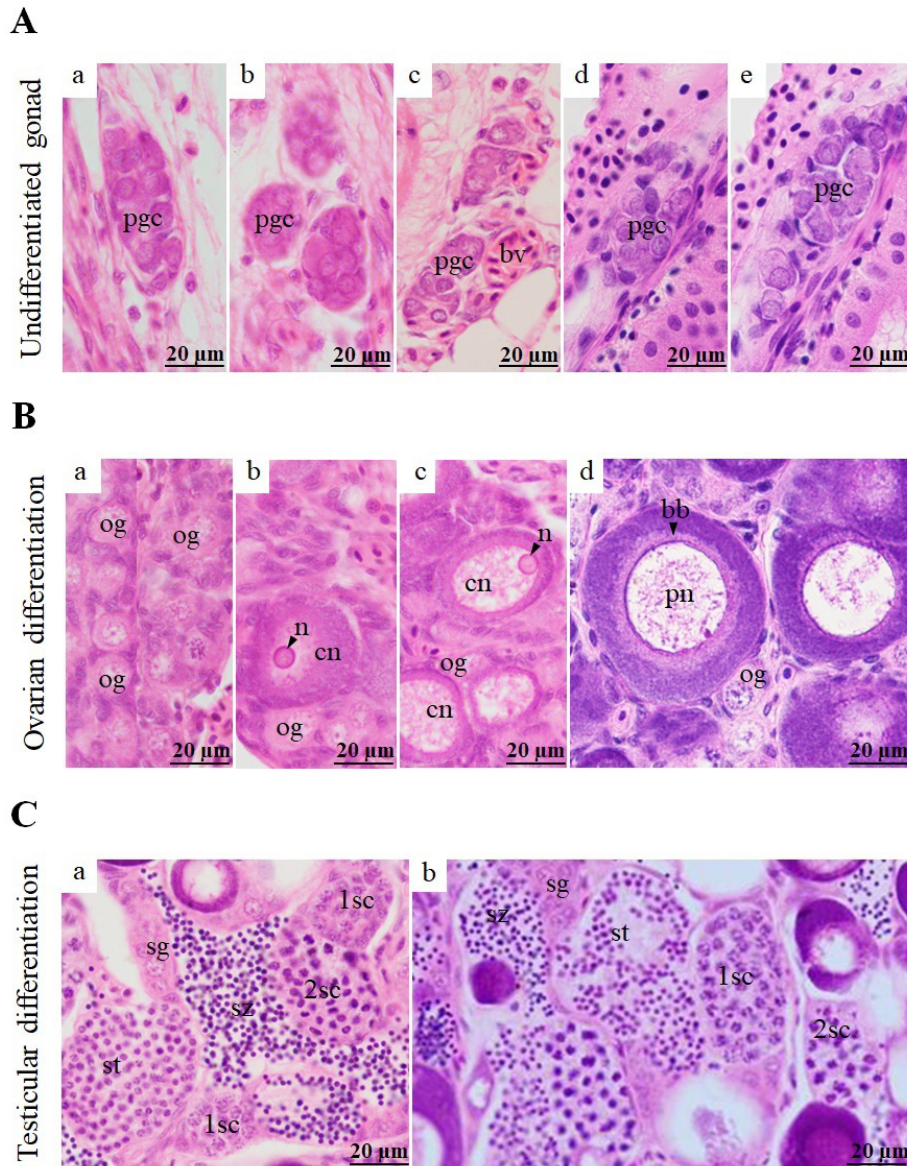 A
Undifferentiated gonad
a
b
c
d
e
pgc
pgc
pgc
bv
pgc
pgc
20 µm
20 µm
20 µm
20 µm
20 µm
B
Ovarian differentiation
a
b
c
d
og
og
og
n
cn
og
n
cn
og
cn
bb
pn
og
20 µm
20 µm
20 µm
20 µm
C
Testicular differentiation
a
b
1sc
sg
2sc
sz
st
1sc
20 µm
sg
sz
st
1sc
2sc
20 µm